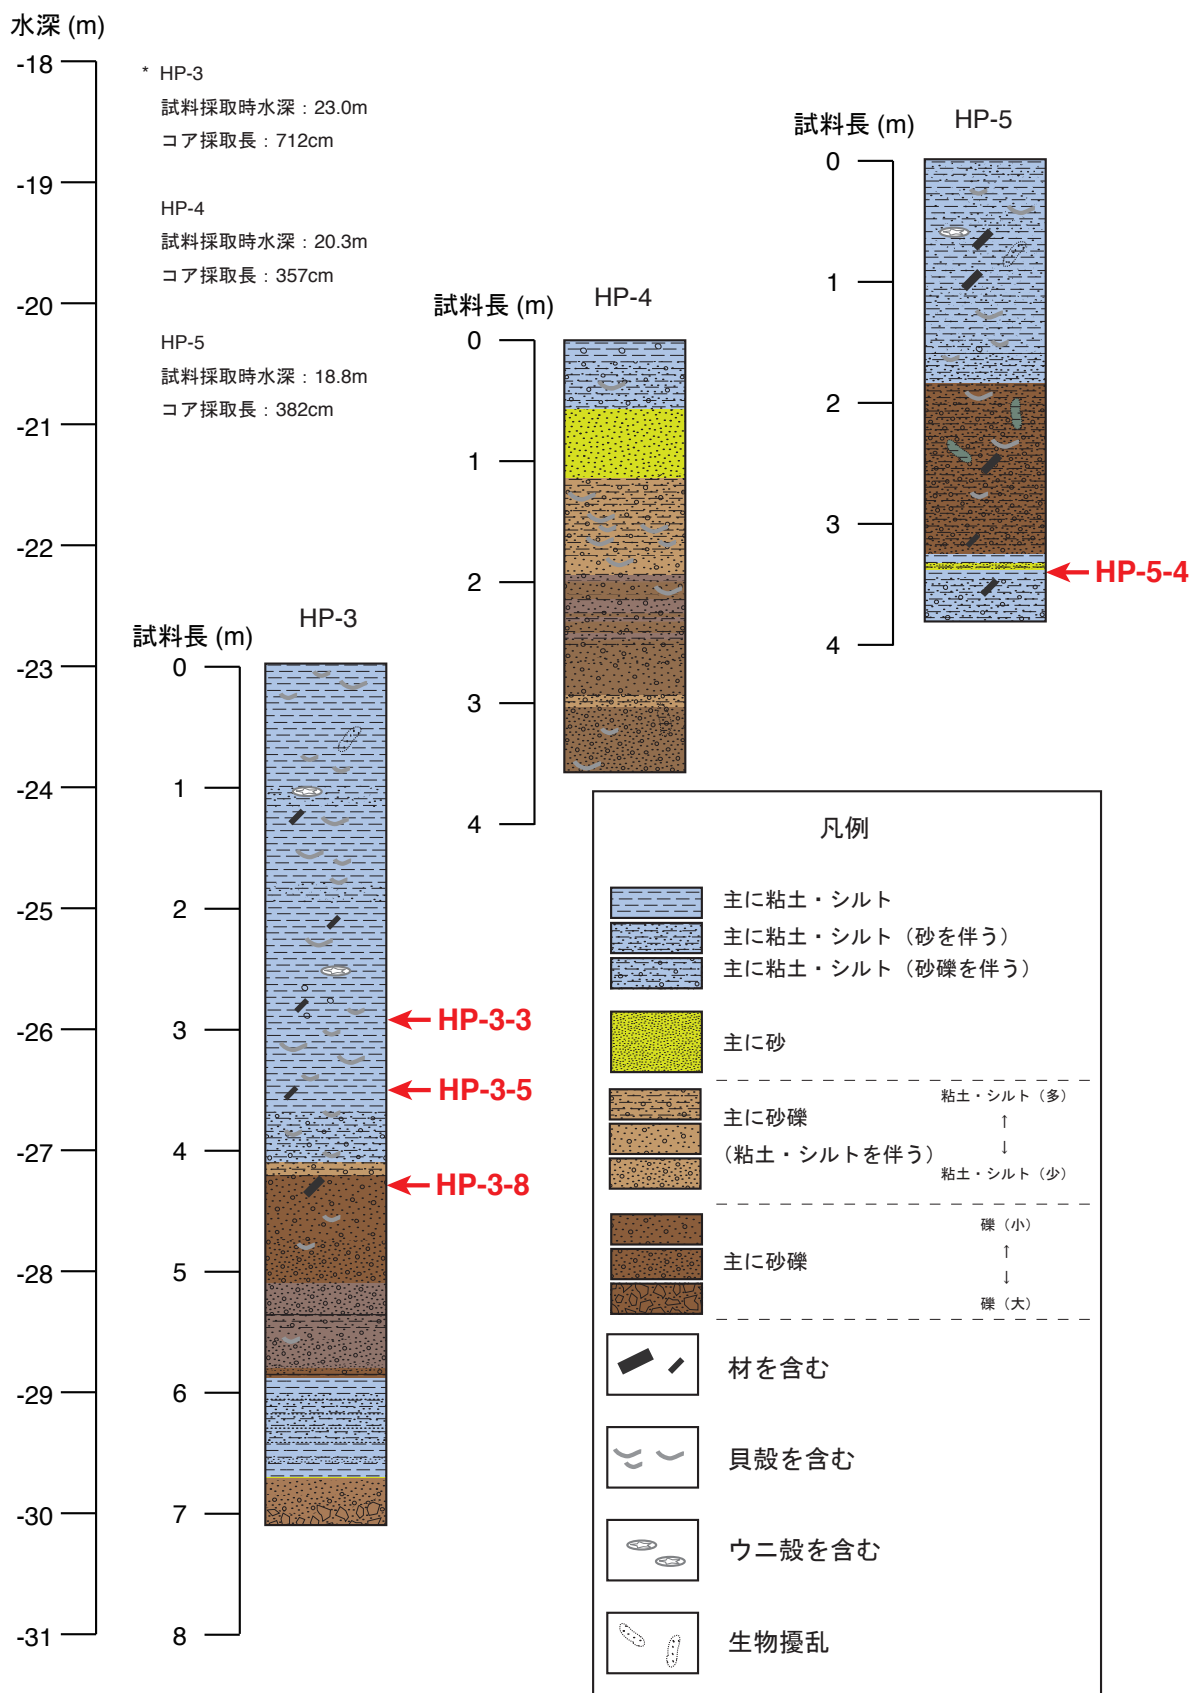 水深 (m)
-18
-19
-20
-21
-22
-23
-24
-25
-26
-27
-28
-29
-30
-31
* HP-3
試料採取時水深：23.0m
コア採取長：712cm
HP-4
試料採取時水深：20.3m
コア採取長：357cm
HP-5
試料採取時水深：18.8m
コア採取長：382cm
試料長 (m)
HP-3
0
1
2
3
4
5
6
7
8
HP-3-3
HP-3-5
HP-3-8
試料長 (m)
HP-4
0
1
2
3
4
試料長 (m)
HP-5
0
1
2
3
4
HP-5-4
凡例
主に粘土・シルト
主に粘土・シルト（砂を伴う）
主に粘土・シルト（砂礫を伴う）
主に砂
主に砂礫
（粘土・シルトを伴う）
粘土・シルト（多）
↑
↓
粘土・シルト（少）
主に砂礫
礫（小）
↑
↓
礫（大）
材を含む
貝殻を含む
ウニ殻を含む
生物擾乱